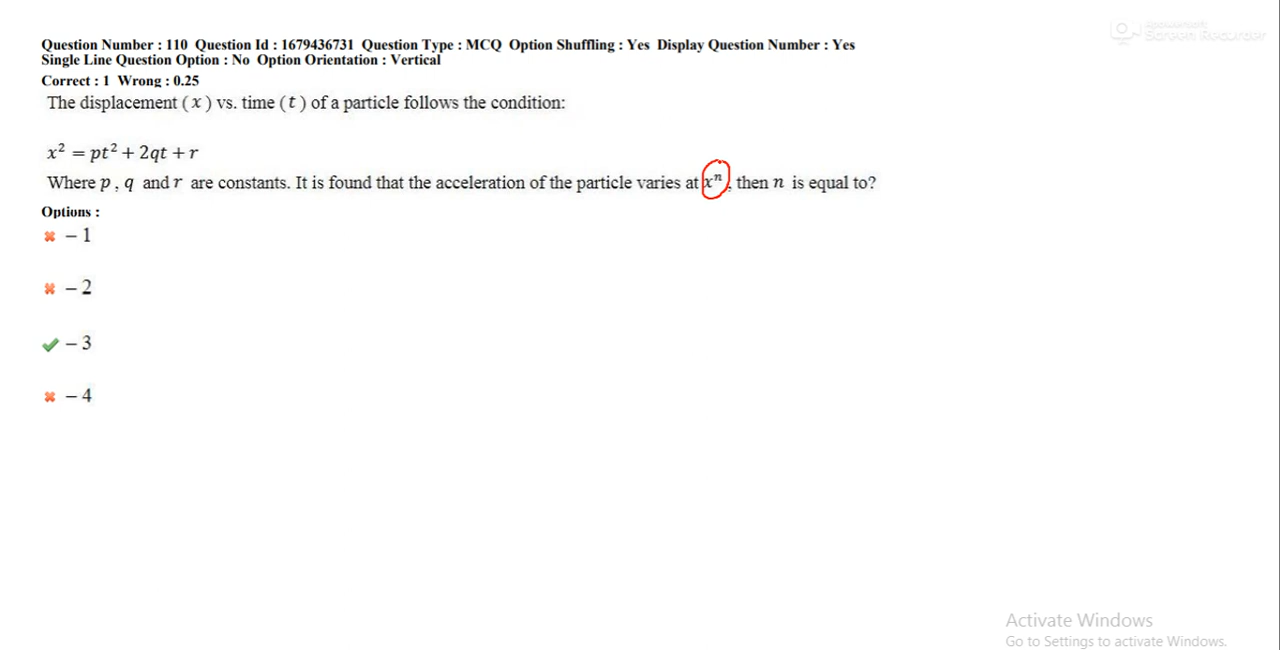 Question Number : 110 Question Id : 1679436731 Question Type : MCQ Option Shuffling : Yes Display Question Number : Yes
Single Line Question Option : No Option Orientation : Vertical
Correct : 1 Wrong : 0.25
The displacement ( x ) vs. time ( t ) of a particle follows the condition:
x² = pt² + 2qt + r
Where p , q and r are constants. It is found that the acceleration of the particle varies at xⁿ, then n is equal to?
Options :
− 1
− 2
− 3
− 4
Screen Recorder
Activate Windows
Go to Settings to activate Windows.